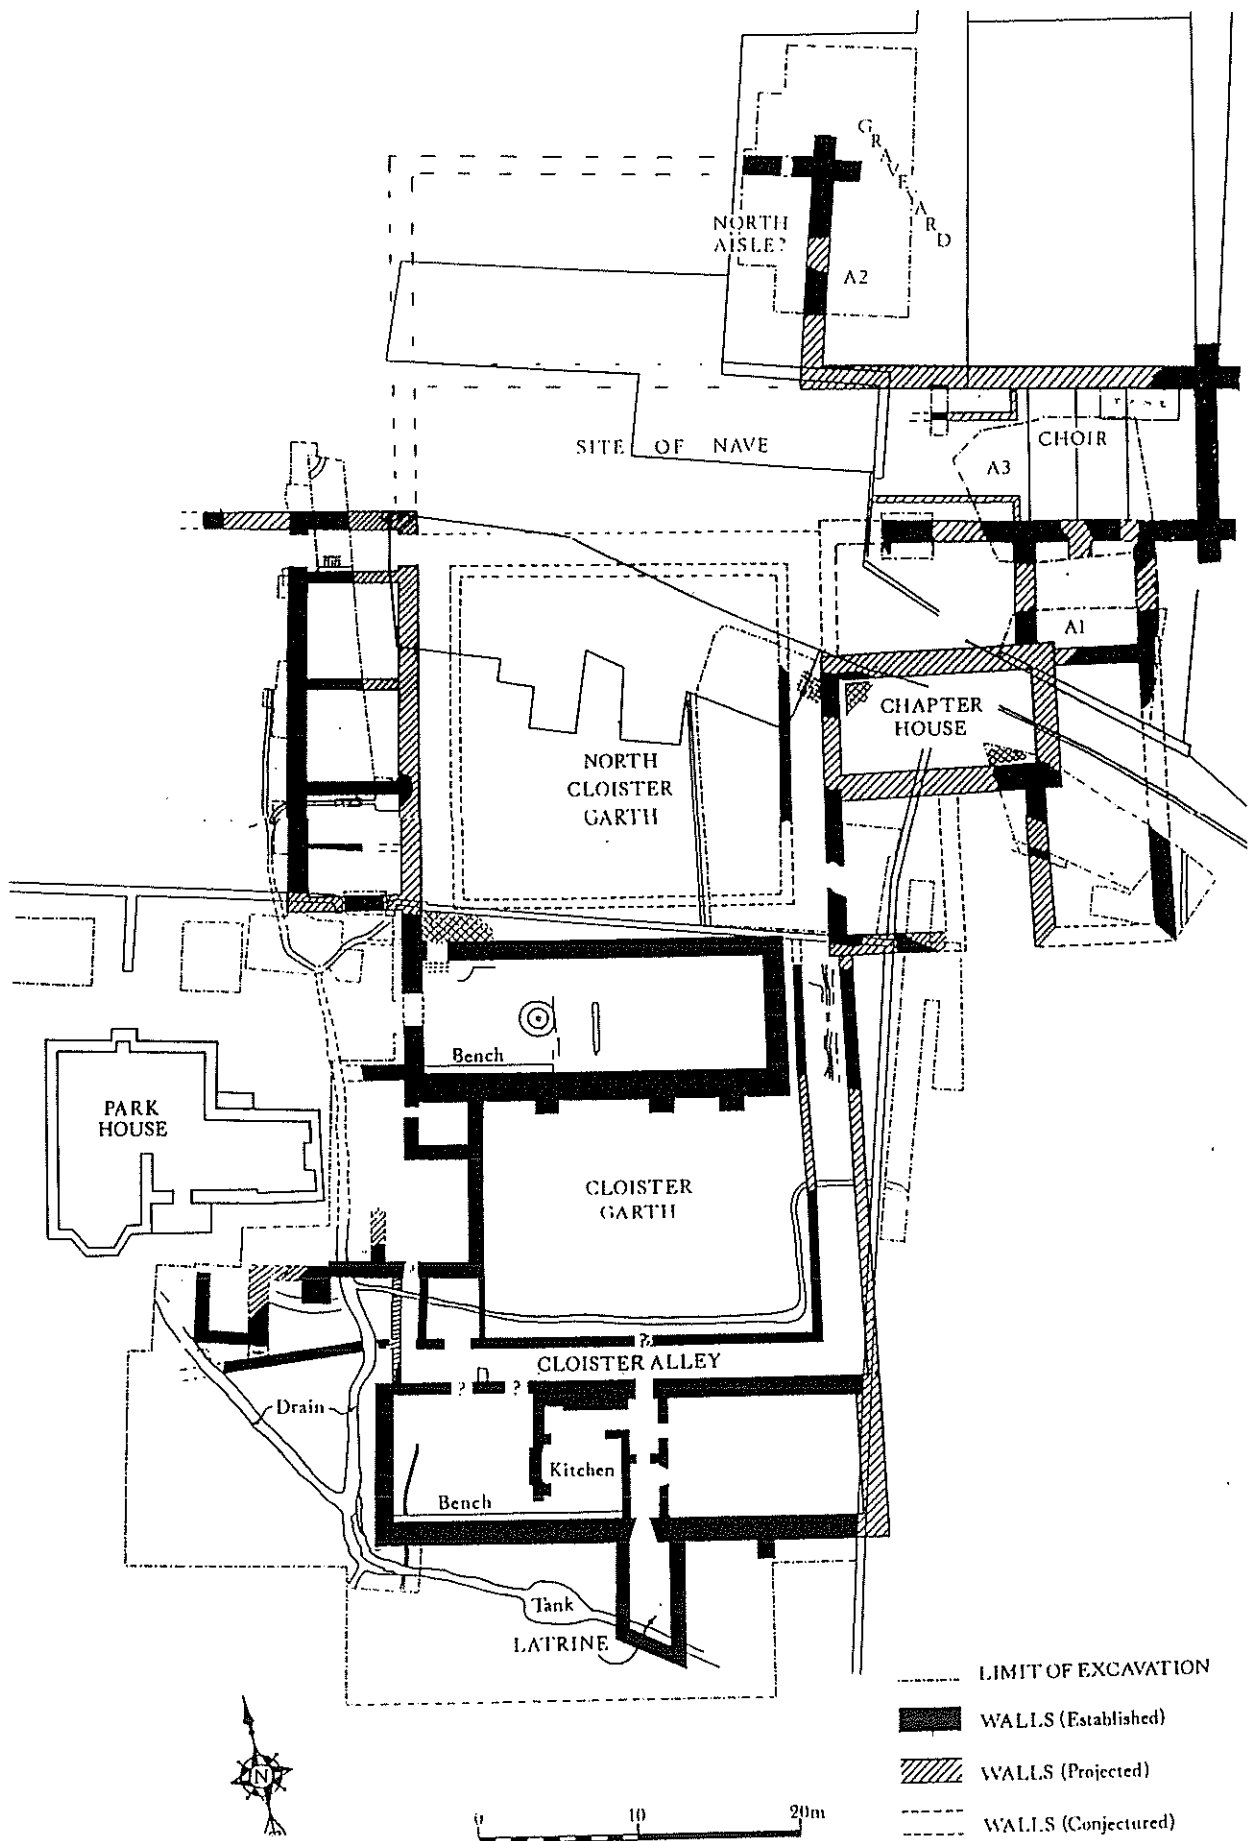 GRAVEYARD
NORTH
AISLE?
A2
SITE OF NAVE
CHOIR
A3
A1
CHAPTER
HOUSE
NORTH
CLOISTER
GARTH
Bench
PARK
HOUSE
CLOISTER
GARTH
?
?
CLOISTER ALLEY
? ?
Drain
Kitchen
Bench
Tank
LATRINE
LIMIT OF EXCAVATION
WALLS (Established)
WALLS (Projected)
WALLS (Conjectured)
N
0 10 20m